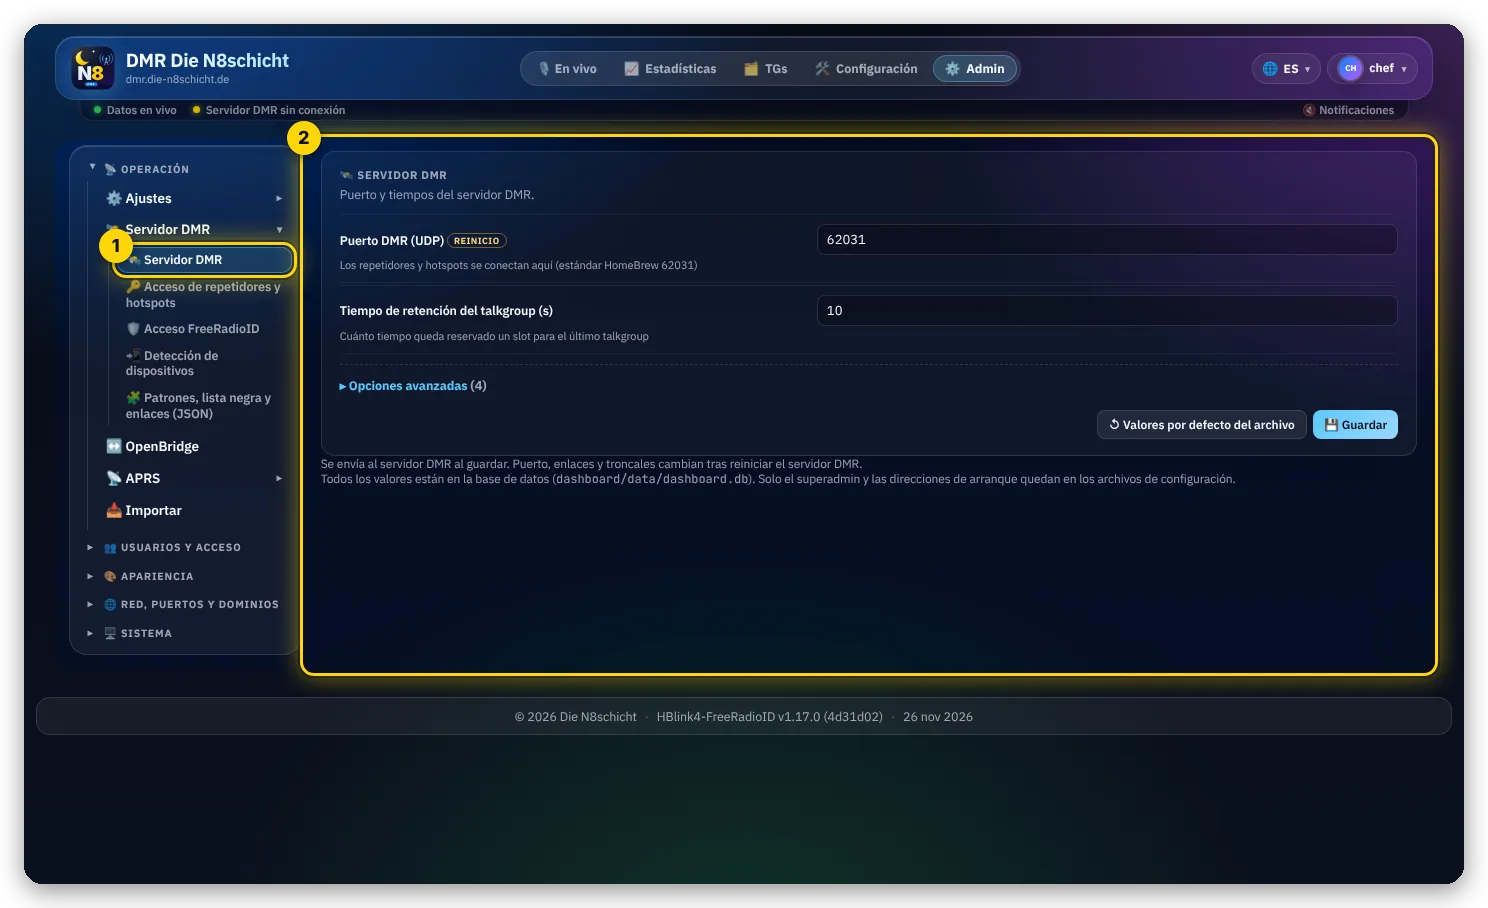 N8
DMR Die N8schicht
dmr.die-n8schicht.de
En vivo
Estadísticas
TGs
Configuración
Admin
ES
CH
chef
Datos en vivo
Servidor DMR sin conexión
Notificaciones
2
OPERACIÓN
Ajustes
Servidor DMR
1
Servidor DMR
Acceso de repetidores y
hotspots
Acceso FreeRadioID
Detección de
dispositivos
Patrones, lista negra y
enlaces (JSON)
OpenBridge
APRS
Importar
USUARIOS Y ACCESO
APARIENCIA
RED, PUERTOS Y DOMINIOS
SISTEMA
SERVIDOR DMR
Puerto y tiempos del servidor DMR.
Puerto DMR (UDP) REINICIO
62031
Los repetidores y hotspots se conectan aquí (estándar HomeBrew 62031)
Tiempo de retención del talkgroup (s)
10
Cuánto tiempo queda reservado un slot para el último talkgroup
▸ Opciones avanzadas (4)
Valores por defecto del archivo
Guardar
Se envía al servidor DMR al guardar. Puerto, enlaces y troncales cambian tras reiniciar el servidor DMR.
Todos los valores están en la base de datos (dashboard/data/dashboard.db). Solo el superadmin y las direcciones de arranque quedan en los archivos de configuración.
© 2026 Die N8schicht · HBlink4-FreeRadioID v1.17.0 (4d31d02) · 26 nov 2026